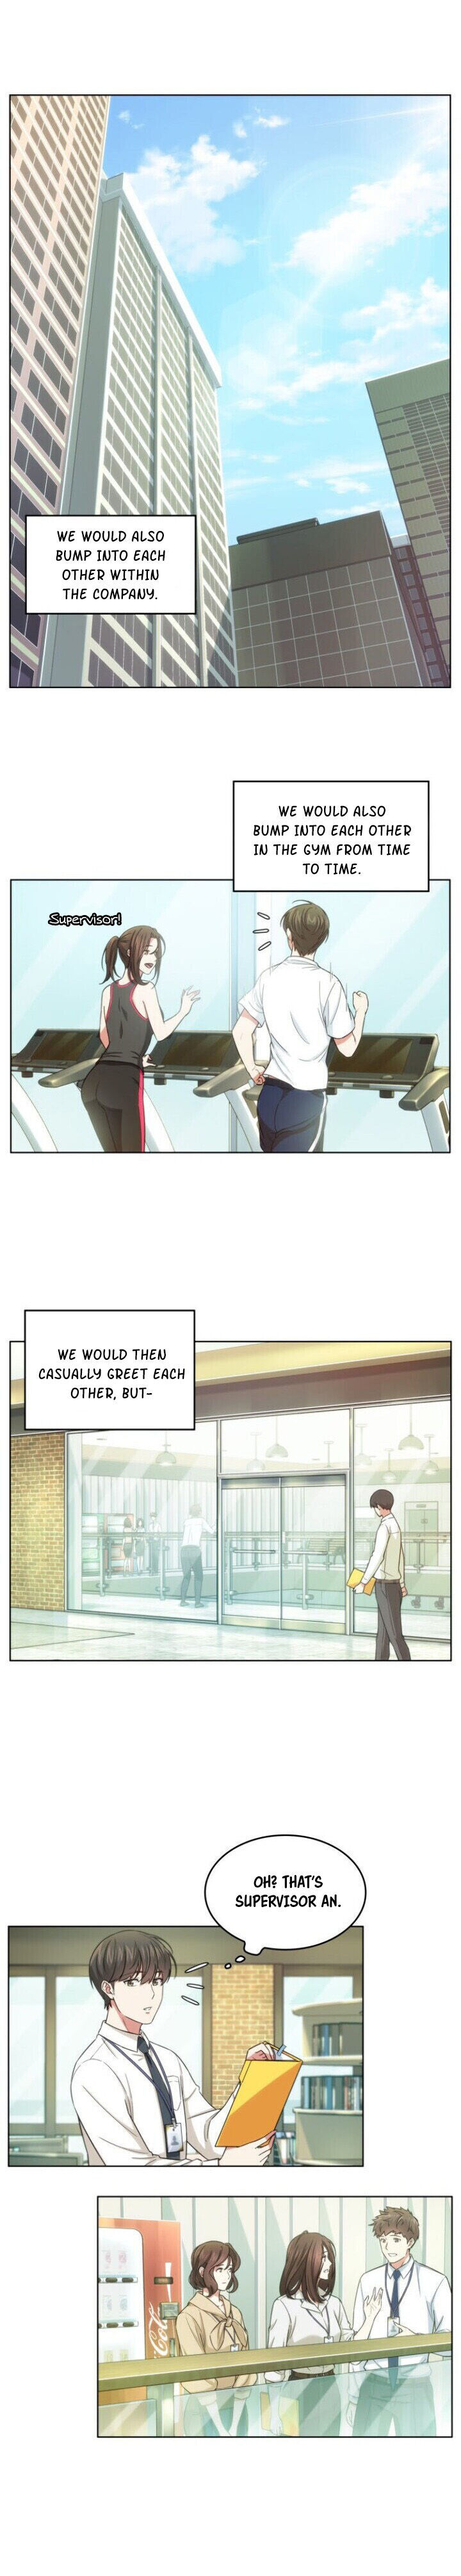 WE WOULD ALSO
BUMP INTO EACH
OTHER WITHIN
THE COMPANY.
WE WOULD ALSO
BUMP INTO EACH OTHER
IN THE GYM FROM TIME
TO TIME.
Supervisor!
WE WOULD THEN
CASUALLY GREET EACH
OTHER, BUT-
OH? THAT'S
SUPERVISOR AN.
Col